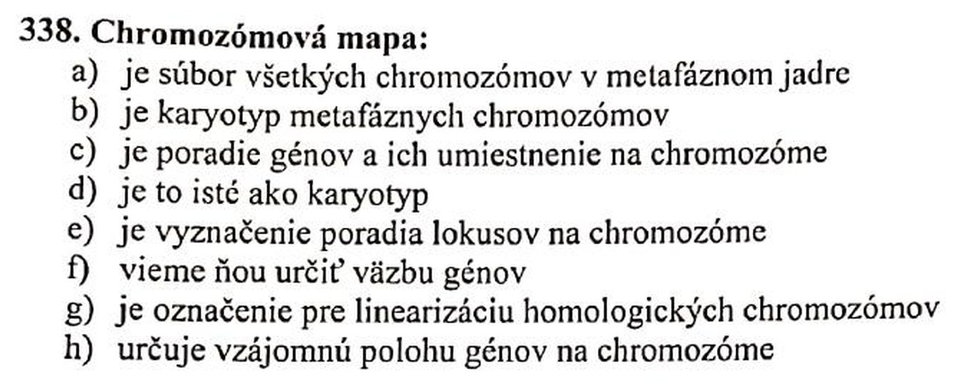 338. Chromozómová mapa:
a) je súbor všetkých chromozómov v metafáznom jadre
b) je karyotyp metafáznych chromozómov
c) je poradie génov a ich umiestnenie na chromozóme
d) je to isté ako karyotyp
e) je vyznačenie poradia lokusov na chromozóme
f) vieme ňou určiť väzbu génov
g) je označenie pre linearizáciu homologických chromozómov
h) určuje vzájomnú polohu génov na chromozóme